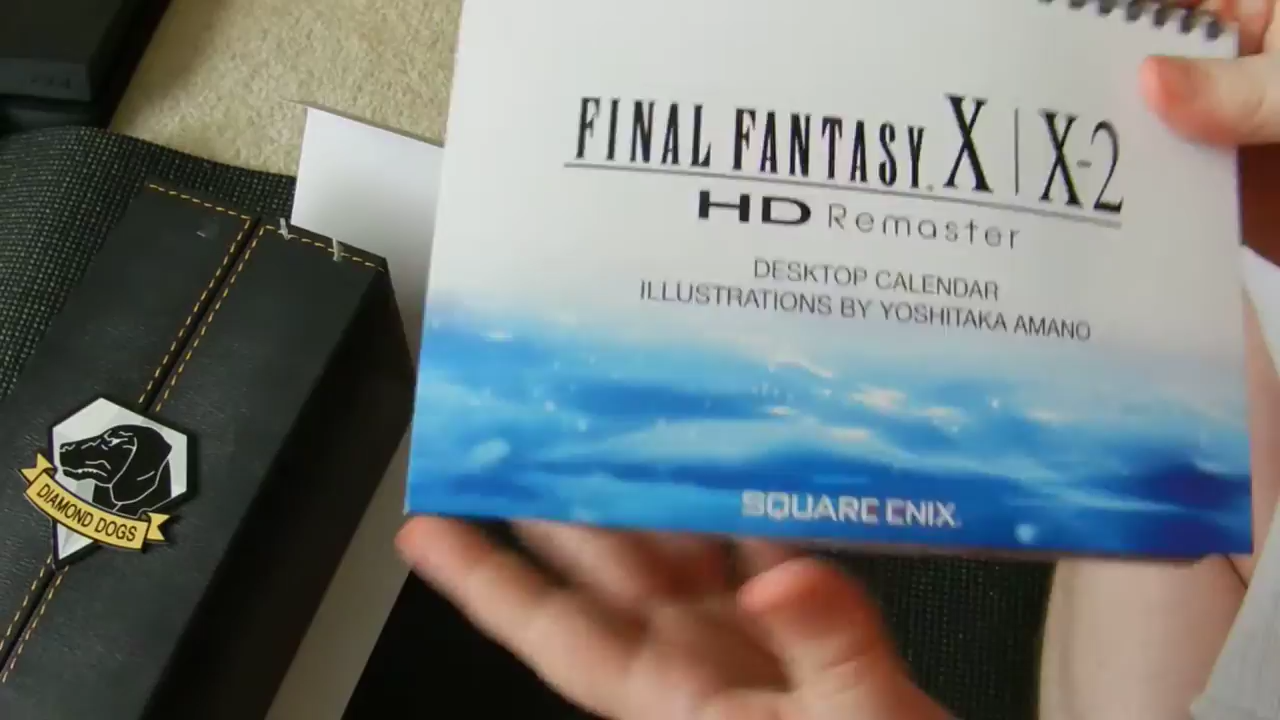 FINAL FANTASY. X | X-2
HD Remaster
DESKTOP CALENDAR
ILLUSTRATIONS BY YOSHITAKA AMANO
SQUARE ENIX.
DIAMOND DOGS